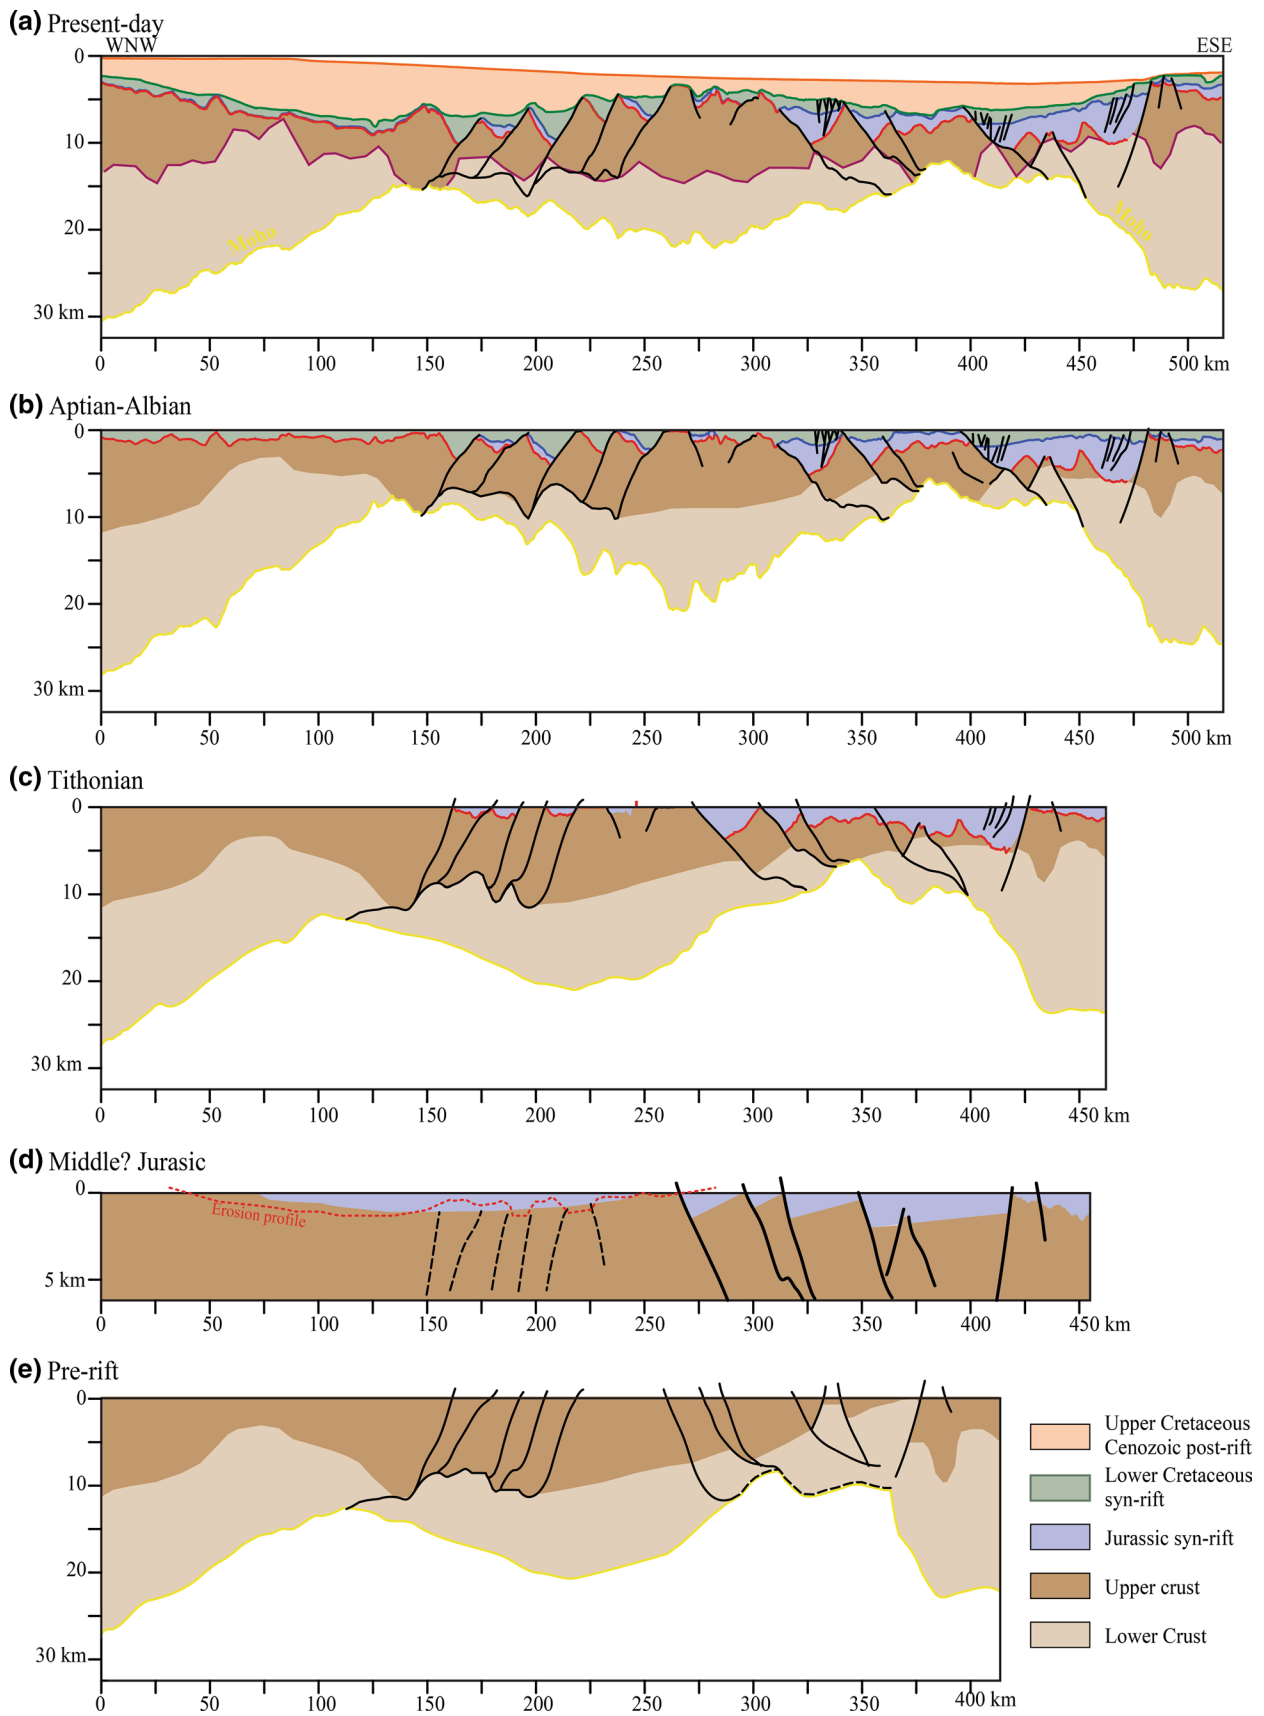 (a) Present-day
WNW
ESE
0
10
20
30 km
Moho
Moho
0 50 100 150 200 250 300 350 400 450 500 km
(b) Aptian-Albian
0
10
20
30 km
0 50 100 150 200 250 300 350 400 450 500 km
(c) Tithonian
0
10
20
30 km
0 50 100 150 200 250 300 350 400 450 km
(d) Middle? Jurasic
0
Erosion profile
5 km
0 50 100 150 200 250 300 350 400 450 km
(e) Pre-rift
0
10
20
30 km
0 50 100 150 200 250 300 350 400 km
Upper Cretaceous
Cenozoic post-rift
Lower Cretaceous
syn-rift
Jurassic syn-rift
Upper crust
Lower Crust